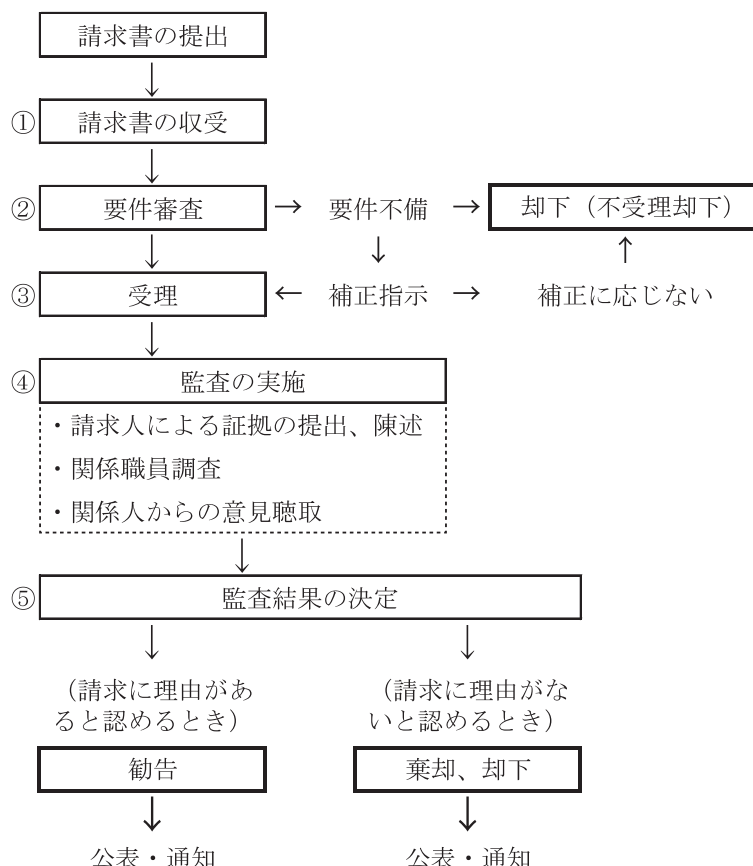 請求書の提出
① 請求書の収受
② 要件審査 → 要件不備 → 却下（不受理却下）
③ 受理 ← 補正指示 → 補正に応じない
④ 監査の実施
・請求人による証拠の提出、陳述
・関係職員調査
・関係人からの意見聴取
⑤ 監査結果の決定
（請求に理由があ
ると認めるとき）
（請求に理由がな
いと認めるとき）
勧告
棄却、却下
公表・通知
公表・通知